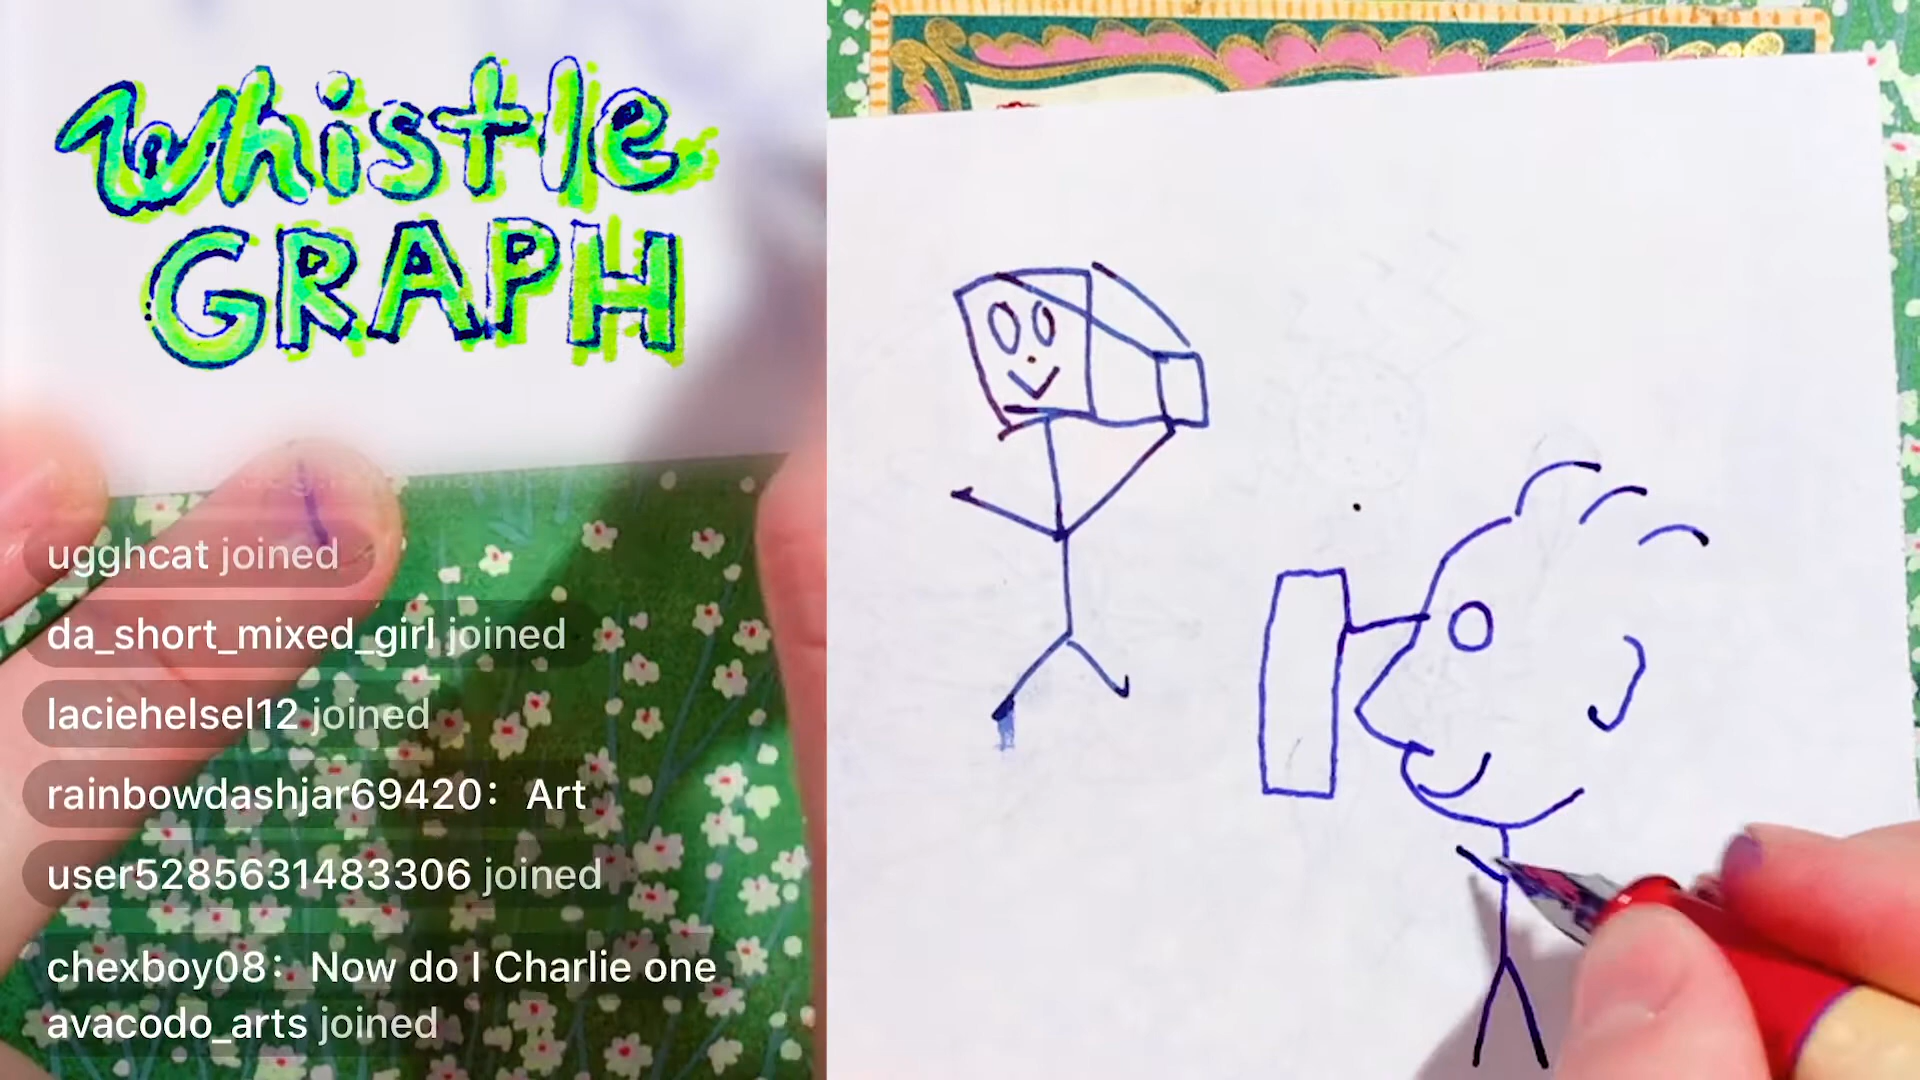 Whistle
GRAPH
ugghcat joined
da_short_mixed_girl joined
laciehelsel12 joined
rainbowdashjar69420: Art
user5285631483306 joined
chexboy08: Now do I Charlie one
avacodo_arts joined